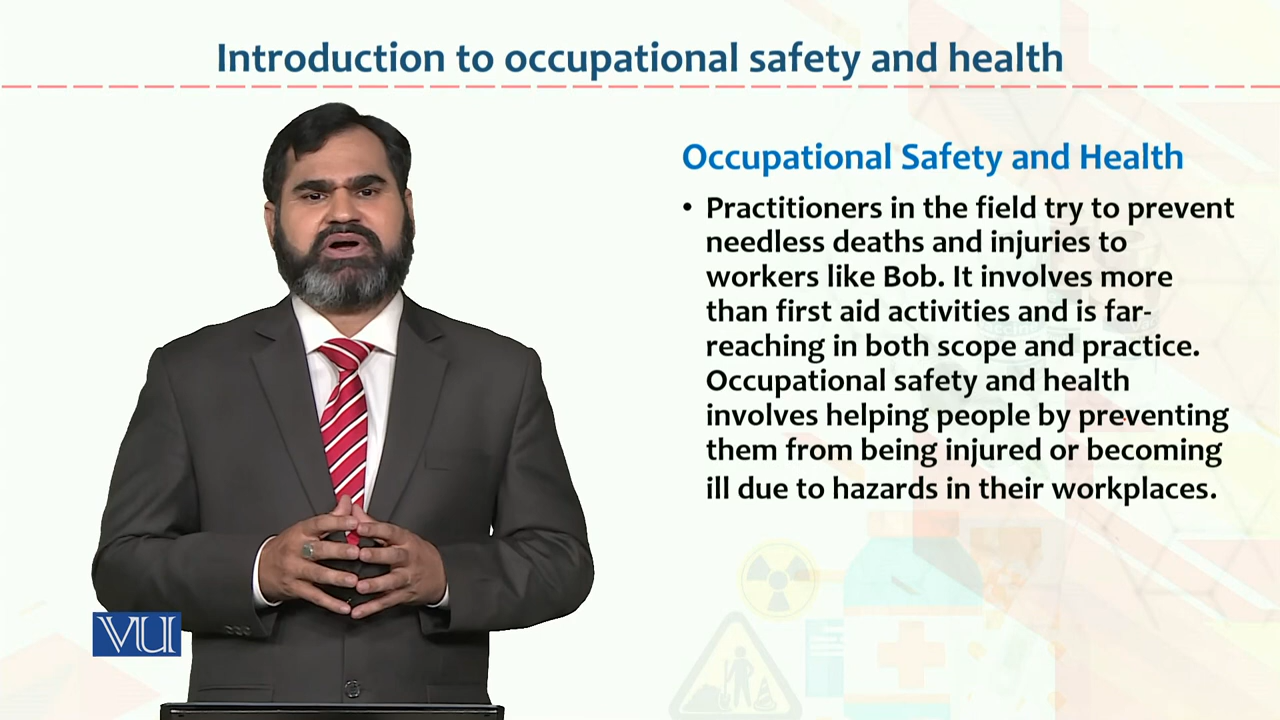 Introduction to occupational safety and health
Occupational Safety and Health
• Practitioners in the field try to prevent
needless deaths and injuries to
workers like Bob. It involves more
than first aid activities and is far-
reaching in both scope and practice.
Occupational safety and health
involves helping people by preventing
them from being injured or becoming
ill due to hazards in their workplaces.
VU